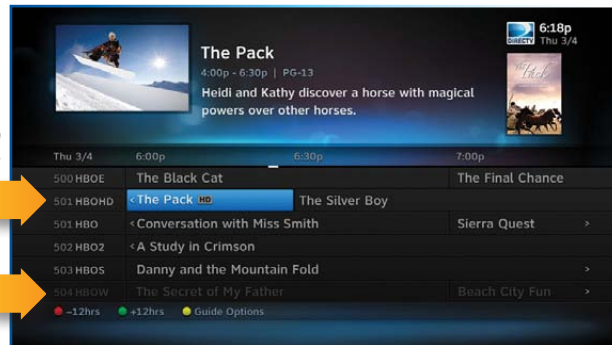 The Pack
4:00p - 6:30p | PG-13
Heidi and Kathy discover a horse with magical
powers over other horses.
DIRECTV
6:18p
Thu 3/4
Thu 3/4 6:00p 6:30p 7:00p
500 HBOE The Black Cat The Final Chance
501 HBOHD <The Pack HD The Silver Boy
501 HBO <Conversation with Miss Smith Sierra Quest >
502 HBO2 <A Study in Crimson
503 HBOS Danny and the Mountain Fold >
504 HBOW The Secret of My Father Beach City Fun >
-12hrs +12hrs Guide Options